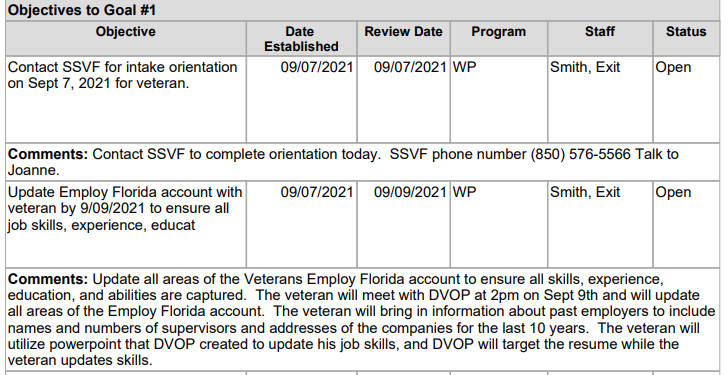 Objectives to Goal #1
Objective Date Established Review Date Program Staff Status
Contact SSVF for intake orientation 09/07/2021 09/07/2021 WP Smith, Exit Open
on Sept 7, 2021 for veteran.
Comments: Contact SSVF to complete orientation today.  SSVF phone number (850) 576-5566 Talk to
Joanne.
Update Employ Florida account with 09/07/2021 09/09/2021 WP Smith, Exit Open
veteran by 9/09/2021 to ensure all
job skills, experience, educat
Comments: Update all areas of the Veterans Employ Florida account to ensure all skills, experience,
education, and abilities are captured.  The veteran will meet with DVOP at 2pm on Sept 9th and will update
all areas of the Employ Florida account.  The veteran will bring in information about past employers to include
names and numbers of supervisors and addresses of the companies for the last 10 years.  The veteran will
utilize powerpoint that DVOP created to update his job skills, and DVOP will target the resume while the
veteran updates skills.